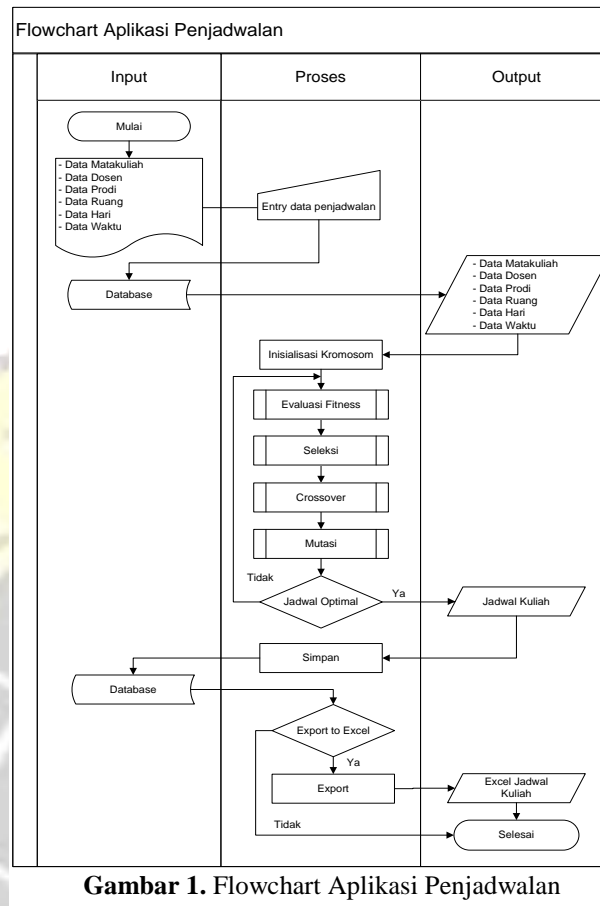 Flowchart Aplikasi Penjadwalan
Input
Proses
Output
Mulai
- Data Matakuliah
- Data Dosen
- Data Prodi
- Data Ruang
- Data Hari
- Data Waktu
Entry data penjadwalan
Database
- Data Matakuliah
- Data Dosen
- Data Prodi
- Data Ruang
- Data Hari
- Data Waktu
Inisialisasi Kromosom
Evaluasi Fitness
Seleksi
Crossover
Mutasi
Tidak
Jadwal Optimal
Ya
Jadwal Kuliah
Simpan
Database
Export to Excel
Ya
Export
Excel Jadwal
Kuliah
Tidak
Selesai
Gambar 1. Flowchart Aplikasi Penjadwalan